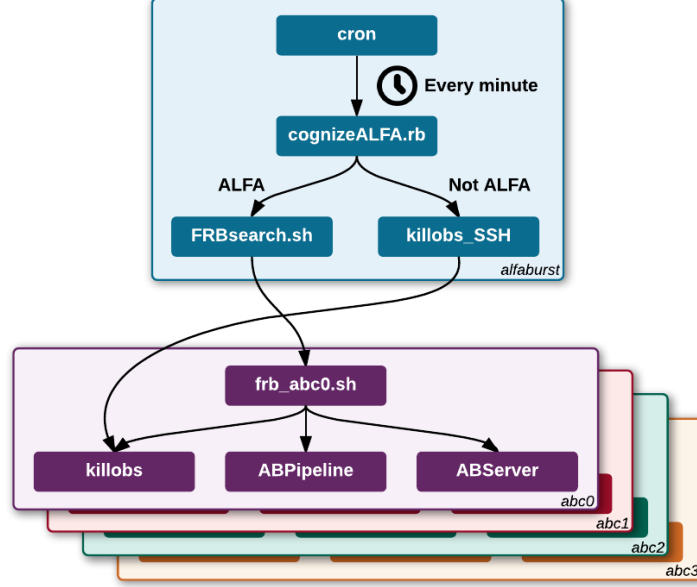 cron
Every minute
cognizeALFA.rb
ALFA
Not ALFA
FRBsearch.sh
killobs_SSH
alfaburst
frb_abc0.sh
killobs
ABPipeline
ABServer
abc0
abc1
abc2
abc3